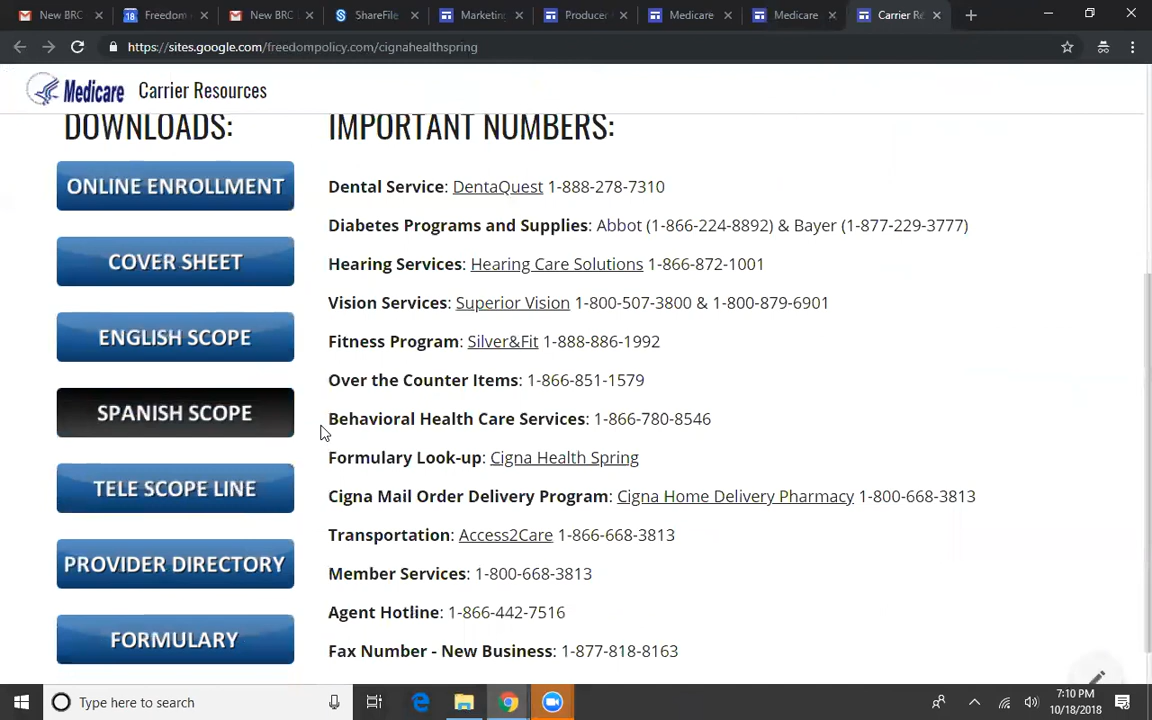 New BRC
18 Freedom
New BRC
ShareFile
Marketin
Producer
Medicare
Medicare
Carrier Re
https://sites.google.com/freedompolicy.com/cignahealthspring
Medicare Carrier Resources
DOWNLOADS:
ONLINE ENROLLMENT
COVER SHEET
ENGLISH SCOPE
SPANISH SCOPE
TELE SCOPE LINE
PROVIDER DIRECTORY
FORMULARY
IMPORTANT NUMBERS:
Dental Service: DentaQuest 1-888-278-7310
Diabetes Programs and Supplies: Abbot (1-866-224-8892) & Bayer (1-877-229-3777)
Hearing Services: Hearing Care Solutions 1-866-872-1001
Vision Services: Superior Vision 1-800-507-3800 & 1-800-879-6901
Fitness Program: Silver&Fit 1-888-886-1992
Over the Counter Items: 1-866-851-1579
Behavioral Health Care Services: 1-866-780-8546
Formulary Look-up: Cigna Health Spring
Cigna Mail Order Delivery Program: Cigna Home Delivery Pharmacy 1-800-668-3813
Transportation: Access2Care 1-866-668-3813
Member Services: 1-800-668-3813
Agent Hotline: 1-866-442-7516
Fax Number - New Business: 1-877-818-8163
Type here to search
7:10 PM
10/18/2018